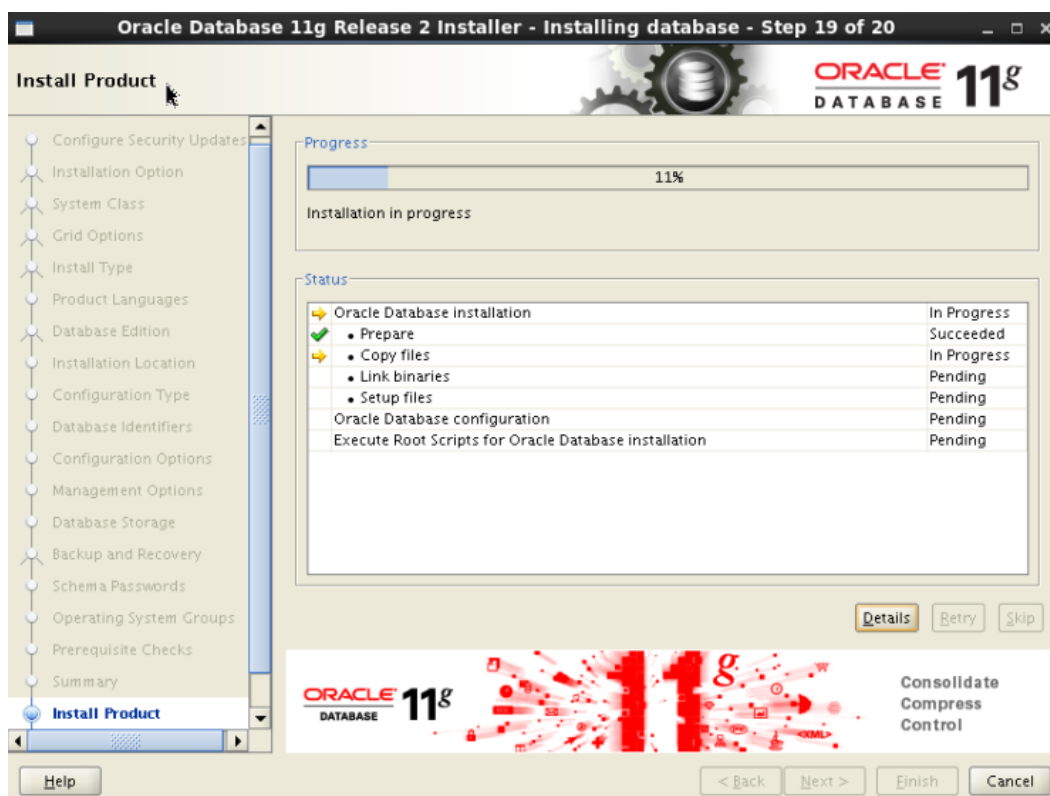 Oracle Database 11g Release 2 Installer - Installing database - Step 19 of 20
Install Product
ORACLE
DATABASE
11g
Configure Security Updates
Installation Option
System Class
Grid Options
Install Type
Product Languages
Database Edition
Installation Location
Configuration Type
Database Identifiers
Configuration Options
Management Options
Database Storage
Backup and Recovery
Schema Passwords
Operating System Groups
Prerequisite Checks
Summary
Install Product
Progress
11%
Installation in progress
Status
Oracle Database installation In Progress
• Prepare Succeeded
• Copy files In Progress
• Link binaries Pending
• Setup files Pending
Oracle Database configuration Pending
Execute Root Scripts for Oracle Database installation Pending
Details Retry Skip
ORACLE
DATABASE
11g
11g
<XML>
Consolidate
Compress
Control
Help < Back Next > Finish Cancel